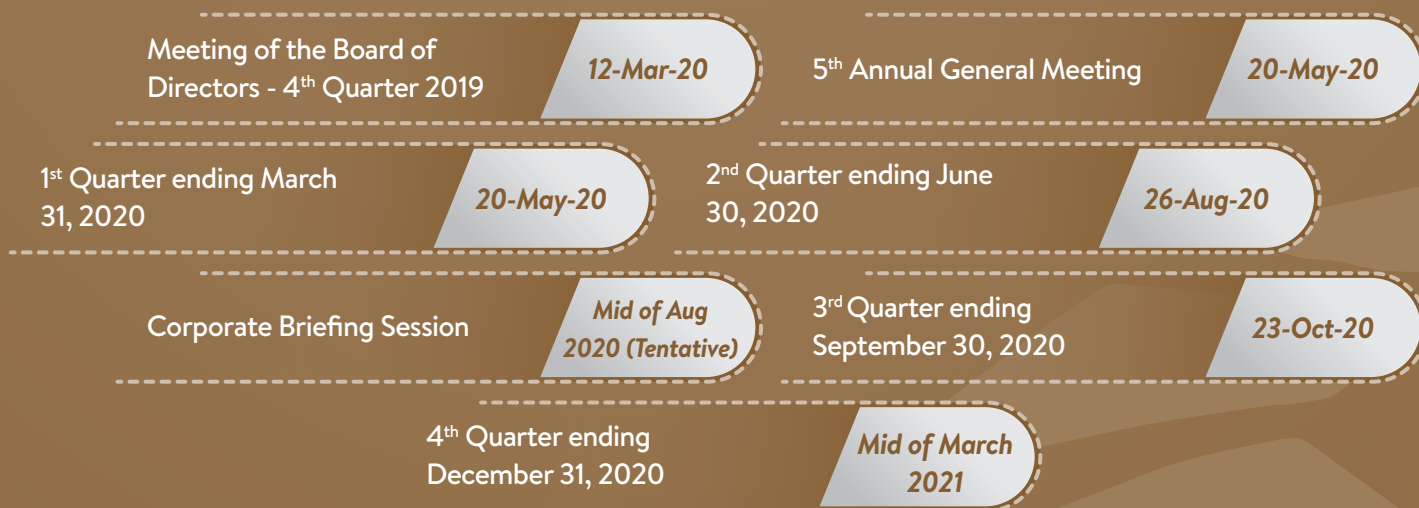 Meeting of the Board of
Directors - 4th Quarter 2019
12-Mar-20
5th Annual General Meeting
20-May-20
1st Quarter ending March
31, 2020
20-May-20
2nd Quarter ending June
30, 2020
26-Aug-20
Corporate Briefing Session
Mid of Aug
2020 (Tentative)
3rd Quarter ending
September 30, 2020
23-Oct-20
4th Quarter ending
December 31, 2020
Mid of March
2021